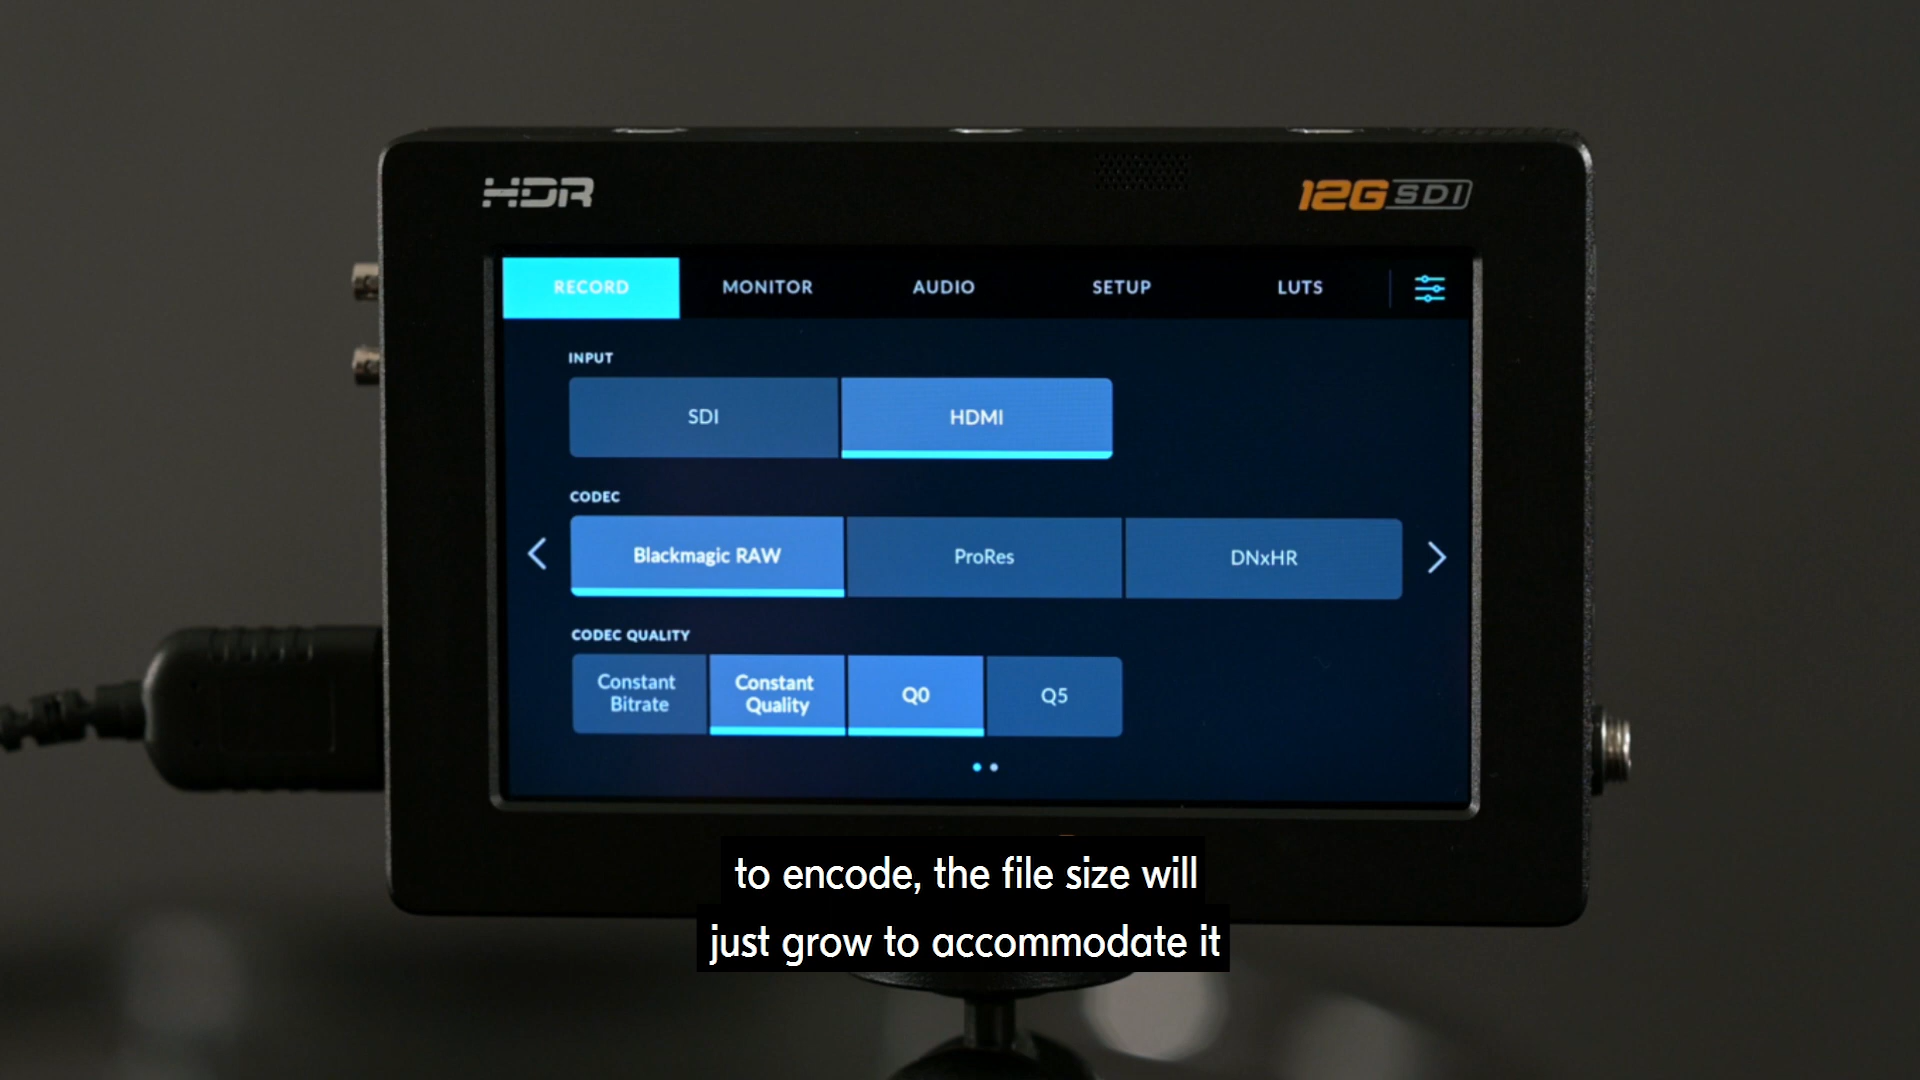 HDR
12G SDI
RECORD MONITOR AUDIO SETUP LUTS
INPUT
SDI HDMI
CODEC
Blackmagic RAW ProRes DNxHR
CODEC QUALITY
Constant Bitrate Constant Quality Q0 Q5
to encode, the file size will
just grow to accommodate it